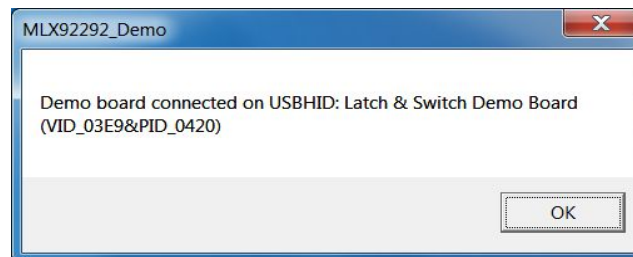 MLX92292_Demo
Demo board connected on USBHID: Latch & Switch Demo Board
(VID_03E9&PID_0420)
OK